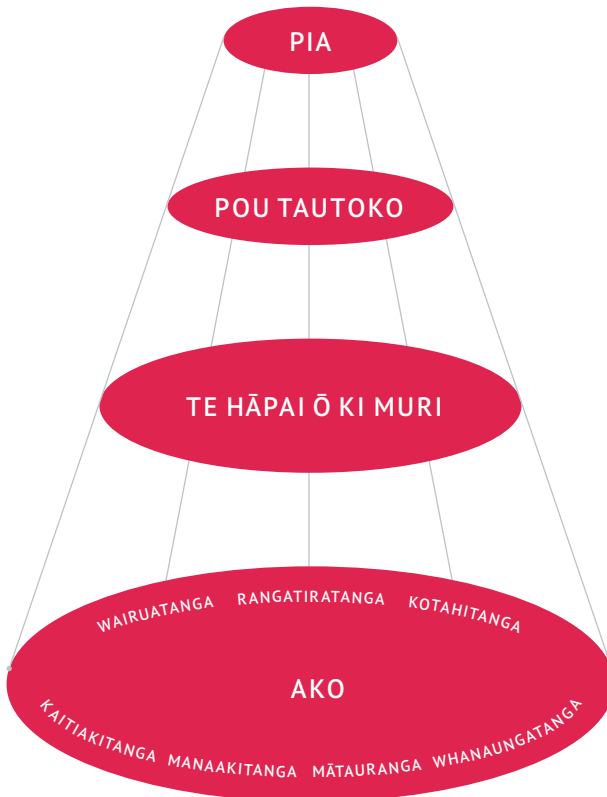 PIA
POU TAUTOKO
TE HĀPAI Ō KI MURI
WAIRUATANGA RANGATIRATANGA KOTAHITANGA
AKO
KAITIAKITANGA MANAAKITANGA MĀTAURANGA WHANAUNGATANGA